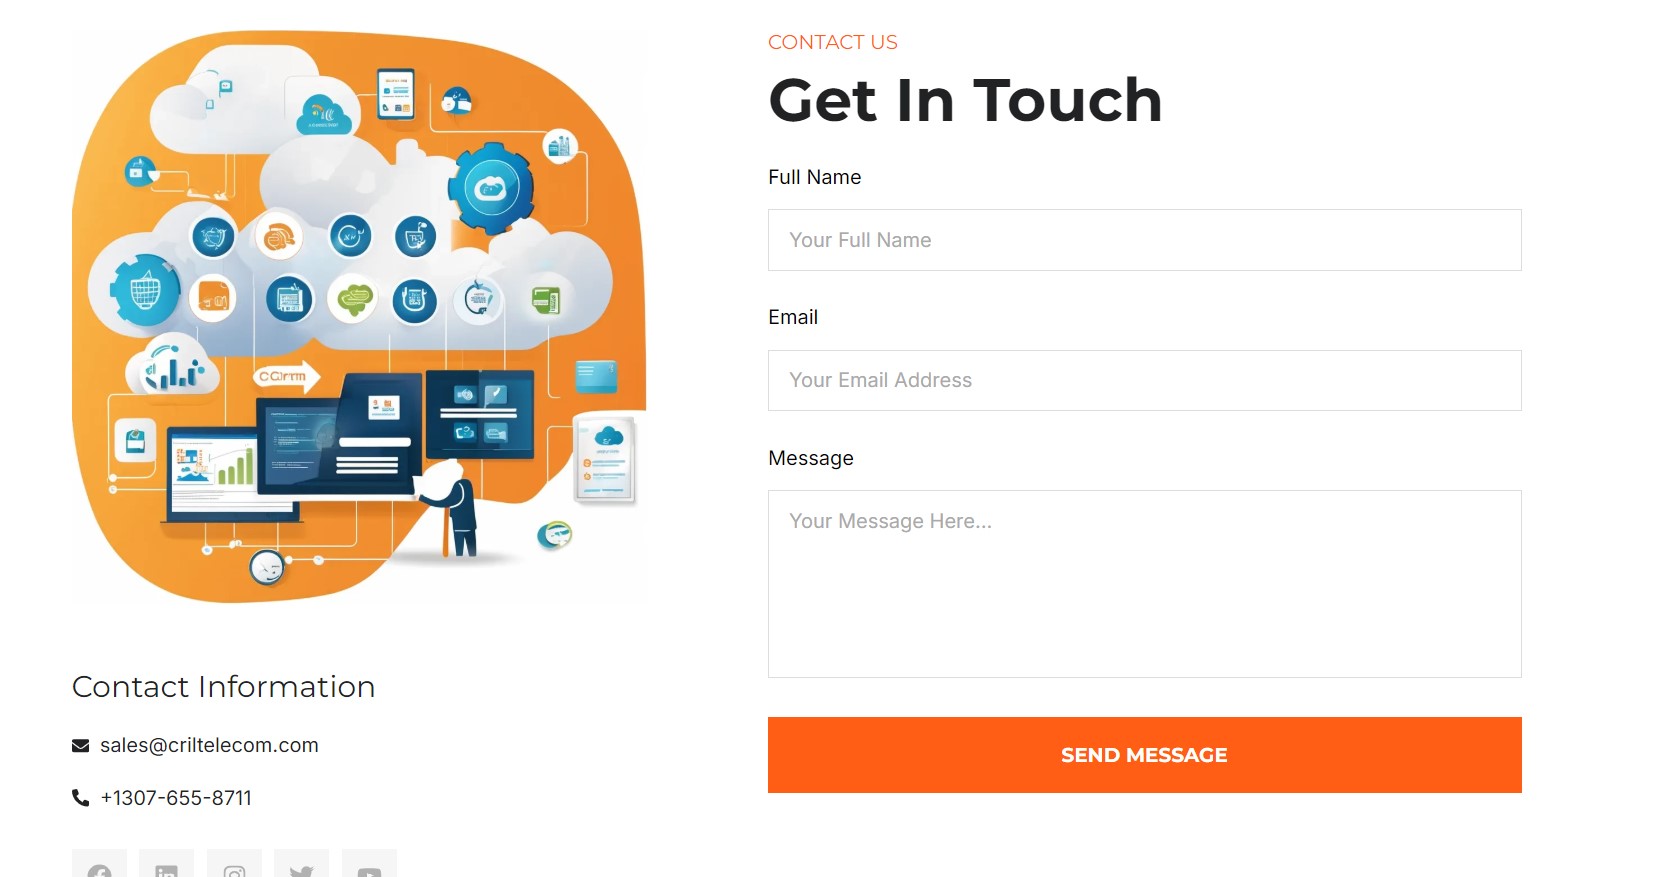 CONTACT US
Get In Touch
Full Name
Your Full Name
Email
Your Email Address
Message
Your Message Here...
SEND MESSAGE
Contact Information
sales@criltelecom.com
+1307-655-8711